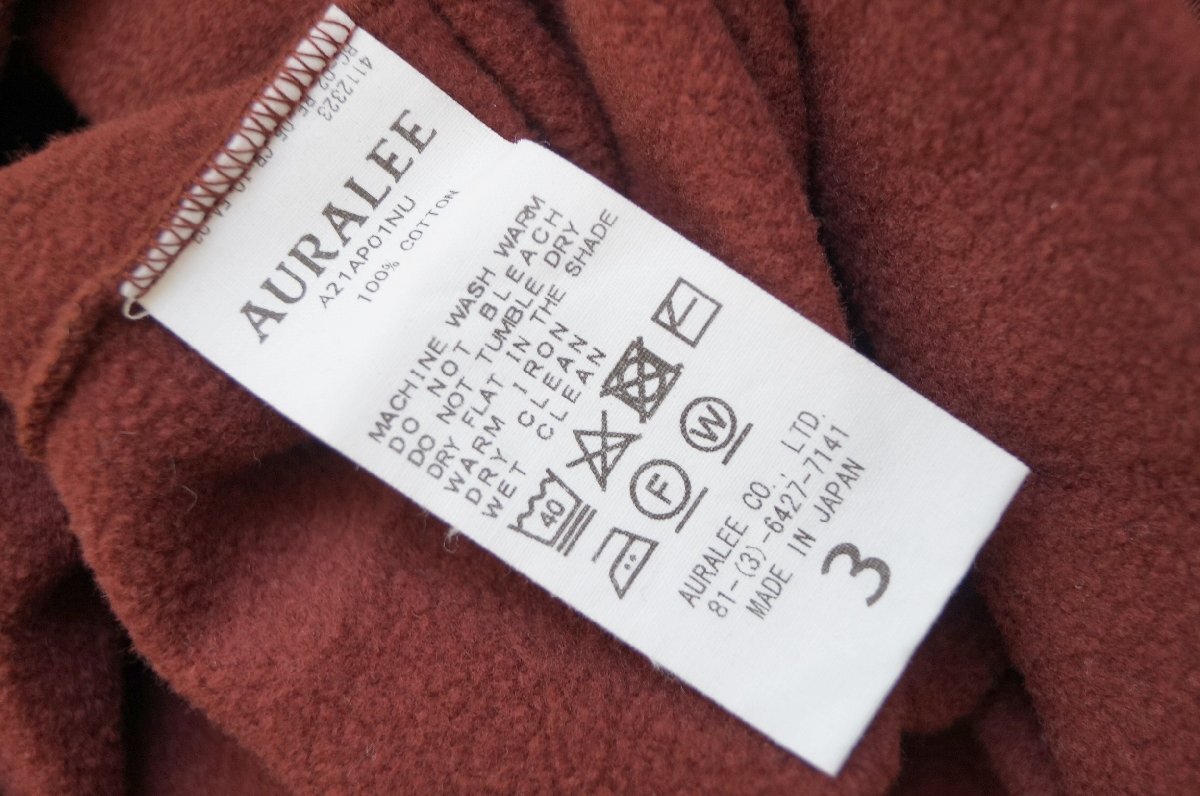 4112323
AURALEE
A21AP01NU
100% COTTON
MACHINE WASH WARM
DO NOT BLEACH
DO NOT TUMBLE DRY
DRY FLAT IN THE SHADE
WARM IRON
DRY CLEAN
WET CLEAN
40
F
W
AURALEE CO., LTD.
81-(3)-6427-7141
MADE IN JAPAN
3